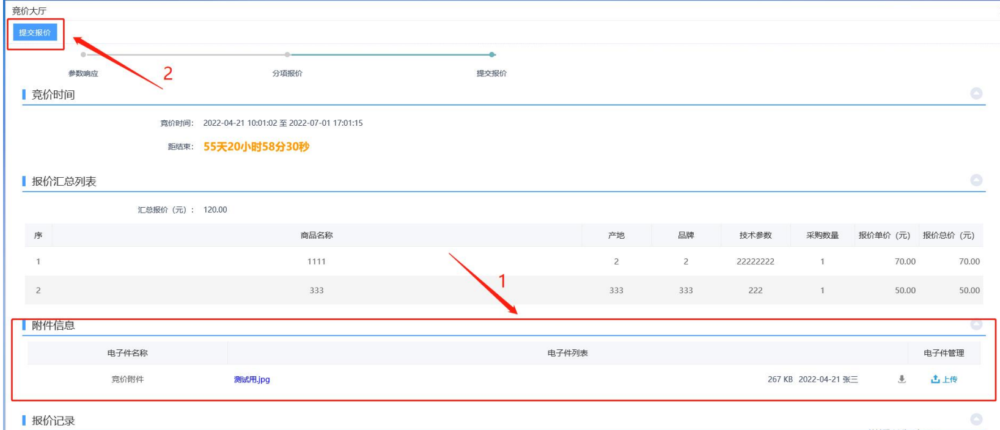 竞价大厅
提交报价
参数响应 分项报价 提交报价
2
竞价时间
竞价时间： 2022-04-21 10:01:02 至 2022-07-01 17:01:15
距结束： 55天20小时58分30秒
报价汇总列表
汇总报价（元）： 120.00
序 商品名称 产地 品牌 技术参数 采购数量 报价单价（元） 报价总价（元）
1 1111 2 2 22222222 1 70.00 70.00
1
2 333 333 333 222 1 50.00 50.00
附件信息
电子件名称 电子件列表 电子件管理
竞价附件 测试用.jpg 267 KB 2022-04-21 张三 上传
报价记录